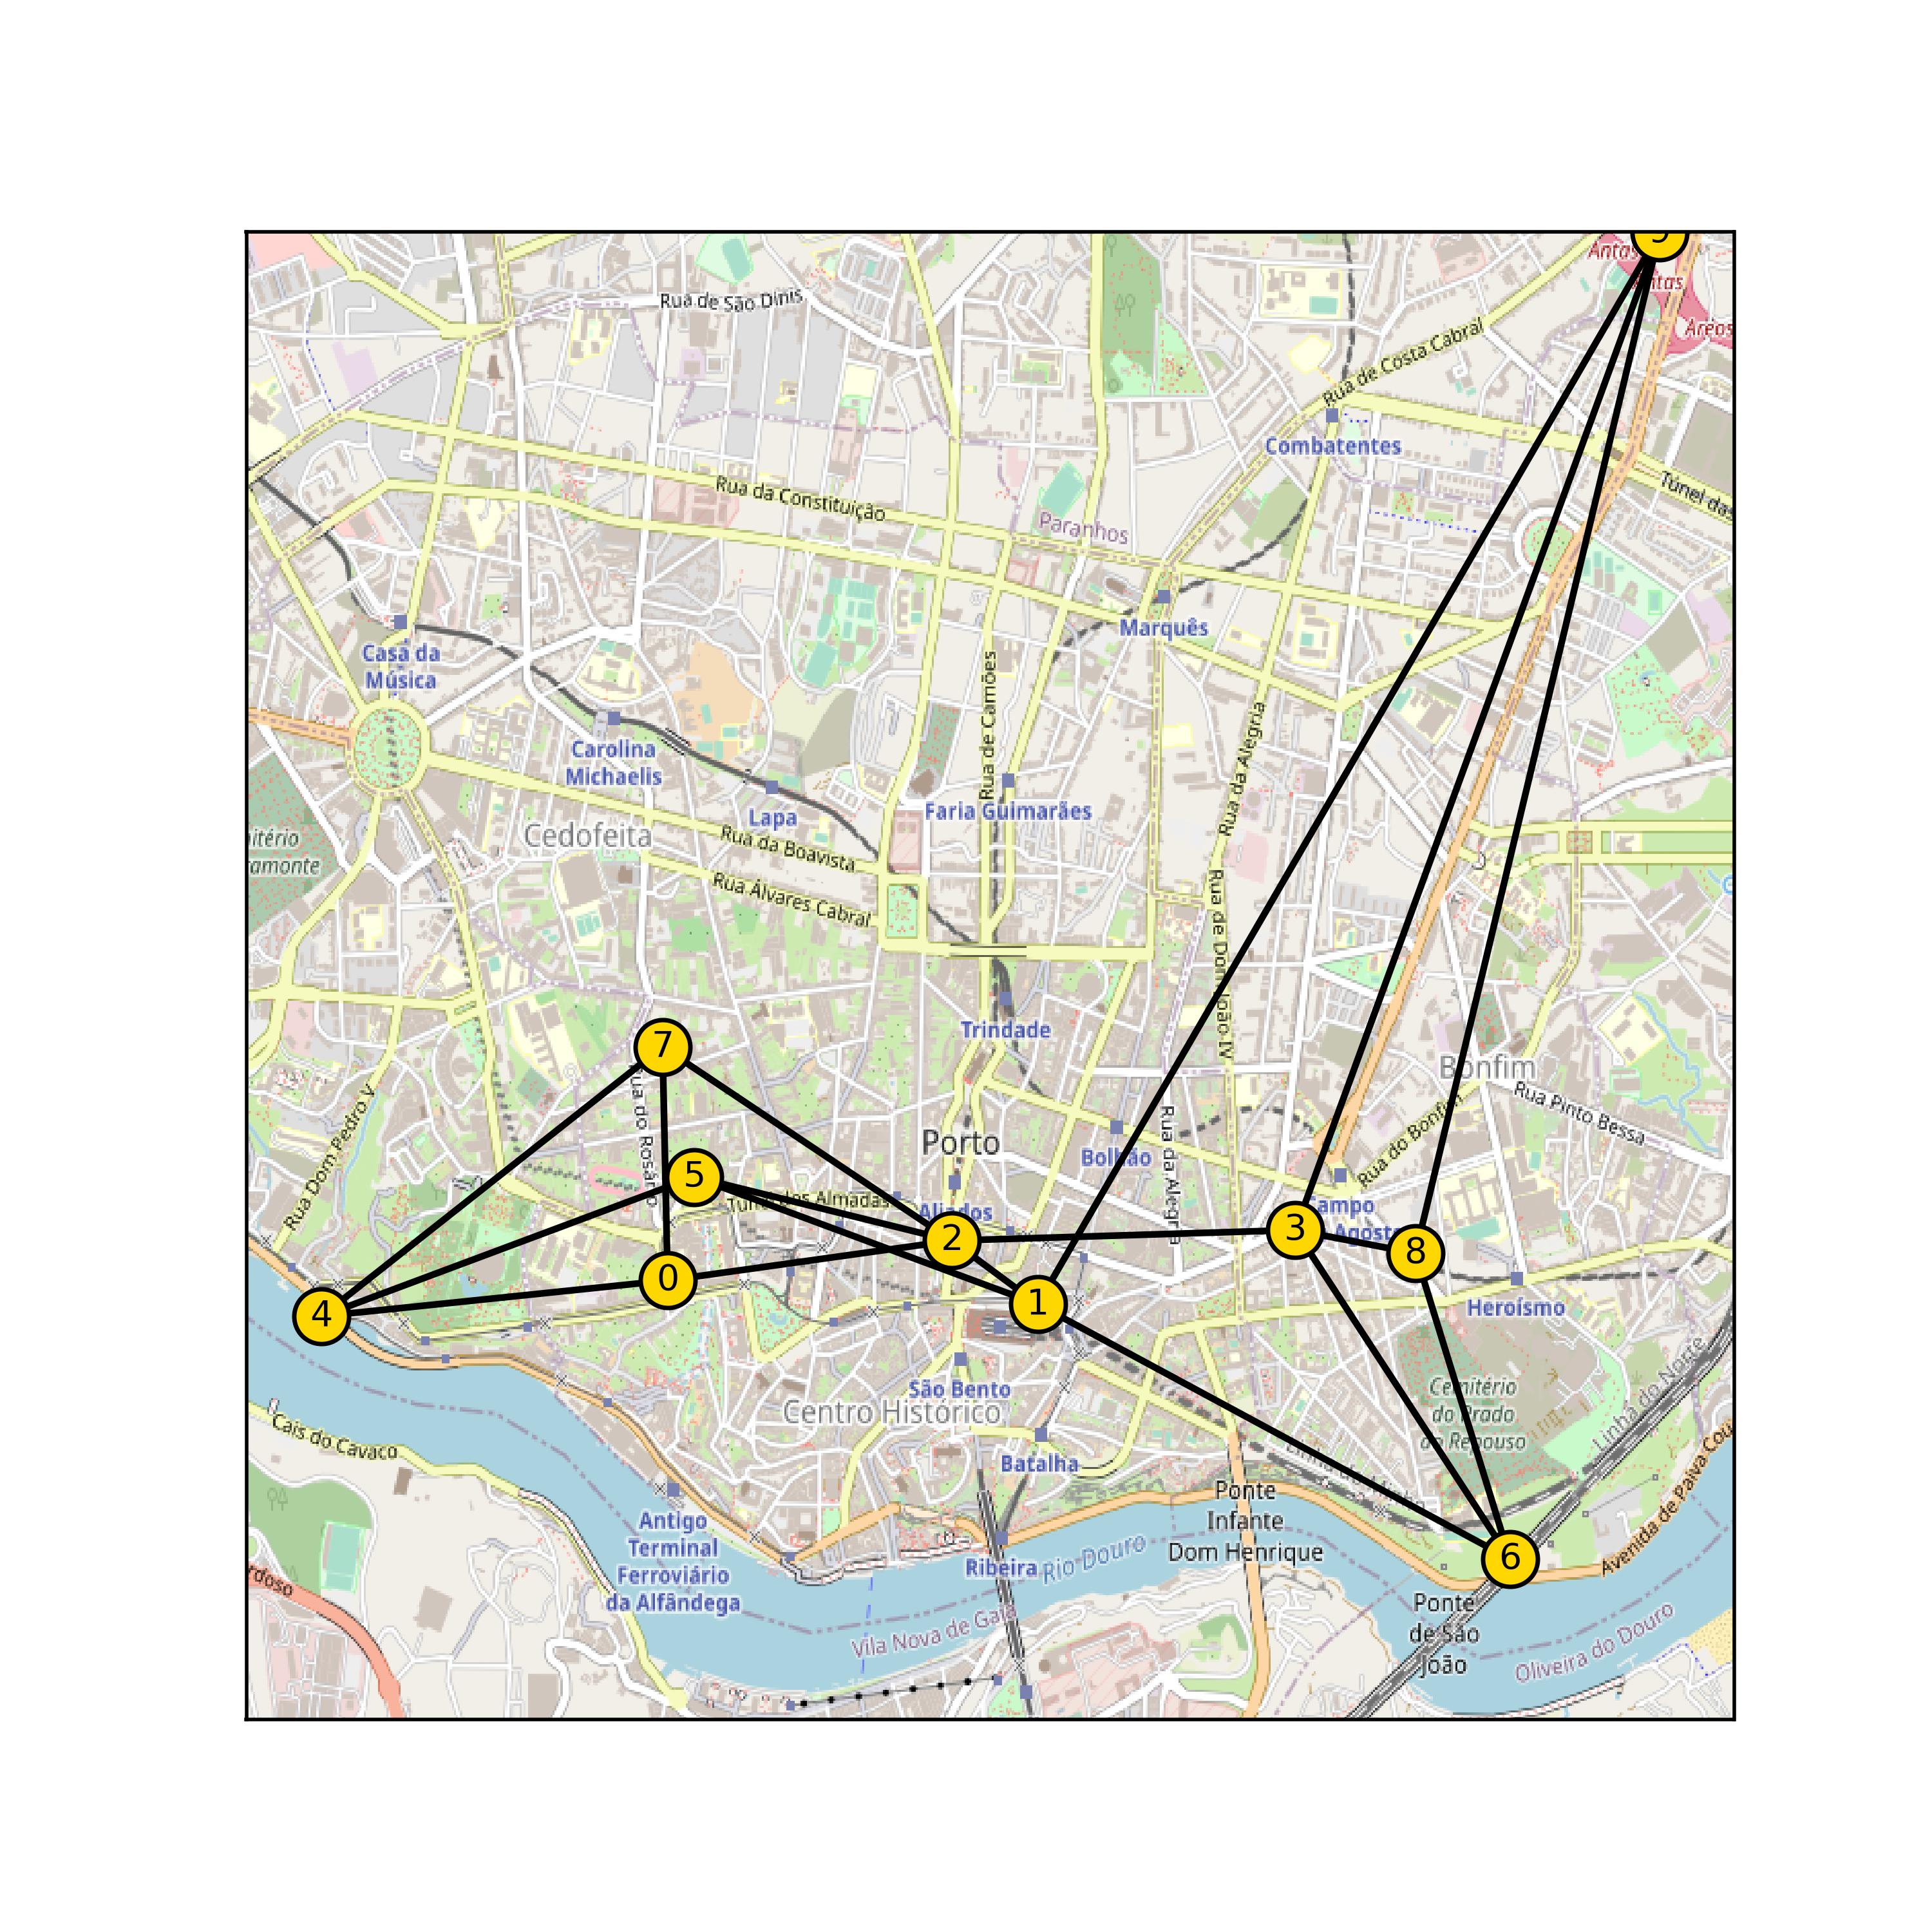 9
Antas
Antas
Areos
Rua de São Dinis
Rua de Costa Cabral
Combatentes
Túnel das
Rua da Constituição
Paranhos
Marquês
Casa da
Música
Rua de Camões
Rua da Alegria
Carolina
Michaelis
Lapa
Faria Guimarães
Cedofeita
Rua da Boavista
itério
amonte
Rua Álvares Cabral
Rua de Dom João IV
Trindade
7
Bonfim
Rua do Rosário
Rua Dom Pedro V
Rua Pinto Bessa
Rua do Bonfim
Porto
Bolhão
Rua da Alegria
5
Túnel dos Almadas
Aliados
Campo
Agosto
2
3
8
0
4
1
Heroísmo
São Bento
Centro Histórico
Cemitério
do Prado
do Repouso
Linha do Norte
Cais do Cavaco
Batalha
Linha do Minho
Ponte
Infante
Dom Henrique
Antigo
Terminal
Ferroviário
da Alfândega
Ribeira
Rio Douro
6
Avenida de Paiva Cou
rdoso
Ponte
de São
João
Vila Nova de Gaia
Oliveira do Douro